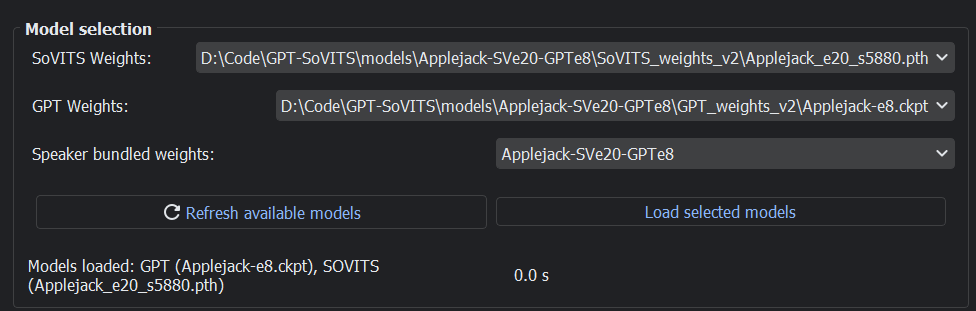 Model selection
SoVITS Weights: D:\Code\GPT-SoVITS\models\Applejack-SVe20-GPTe8\SoVITS_weights_v2\Applejack_e20_s5880.pth
GPT Weights: D:\Code\GPT-SoVITS\models\Applejack-SVe20-GPTe8\GPT_weights_v2\Applejack-e8.ckpt
Speaker bundled weights: Applejack-SVe20-GPTe8
Refresh available models Load selected models
Models loaded: GPT (Applejack-e8.ckpt), SOVITS
(Applejack_e20_s5880.pth)
0.0 s